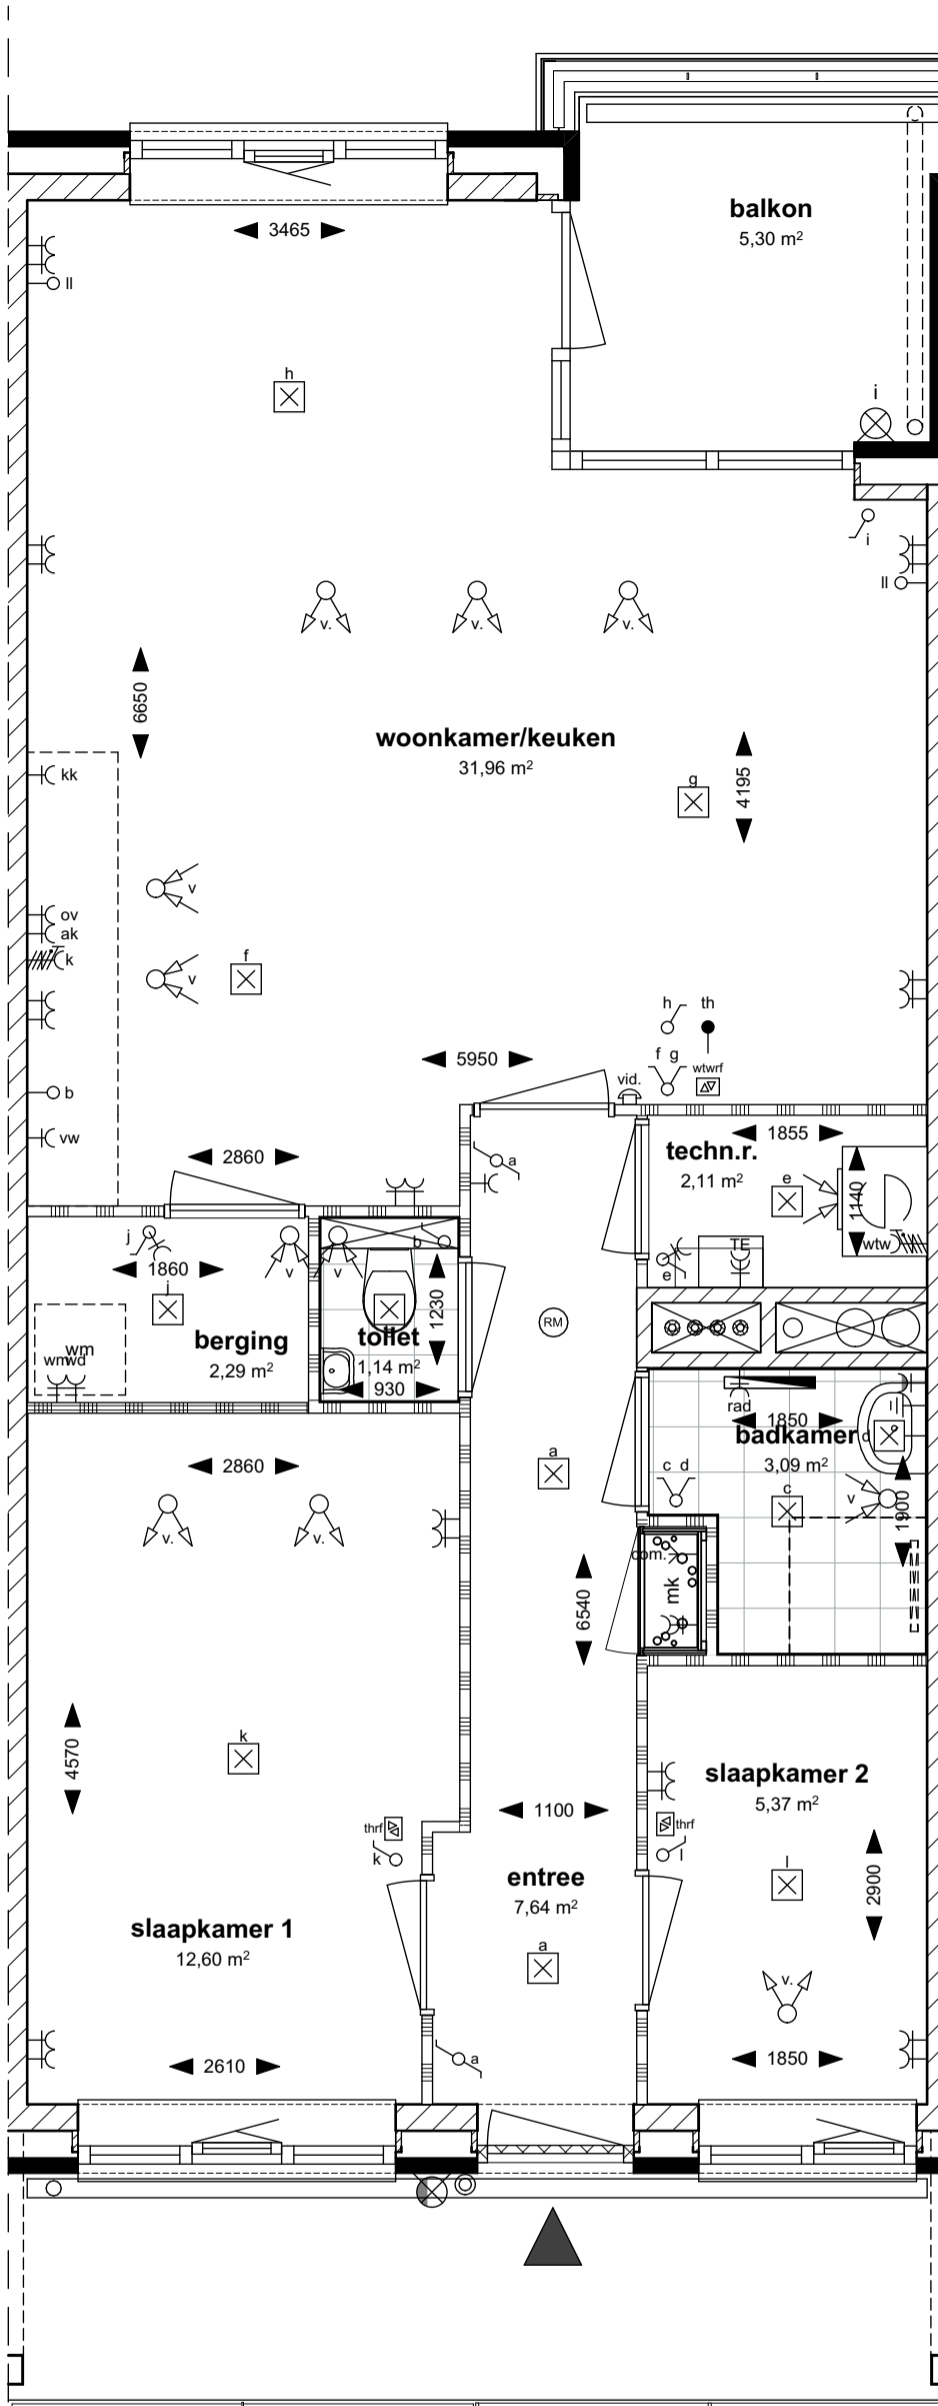 balkon
5,30 m²
3465
ll
h
i
i
ll
v.
v.
v.
6650
woonkamer/keuken
31,96 m²
4195
kk
g
v
ov
ak
k
f
v
h
th
f g
wtwrf
5950
vid.
b
vw
2860
a
techn.r.
2,11 m²
1855
e
1140
j
b
wtw
TE
e
1860
v
v
j
1230
RM
berging
2,29 m²
toilet
1,14 m²
930
wm
wm
wd
rad
1850
badkamer
3,09 m²
d
2860
a
c d
c
v
1900
v.
v.
com.
mk
6540
k
4570
slaapkamer 2
5,37 m²
1100
thrf
k
thrf
l
entree
7,64 m²
l
2900
slaapkamer 1
12,60 m²
a
v.
2610
a
1850